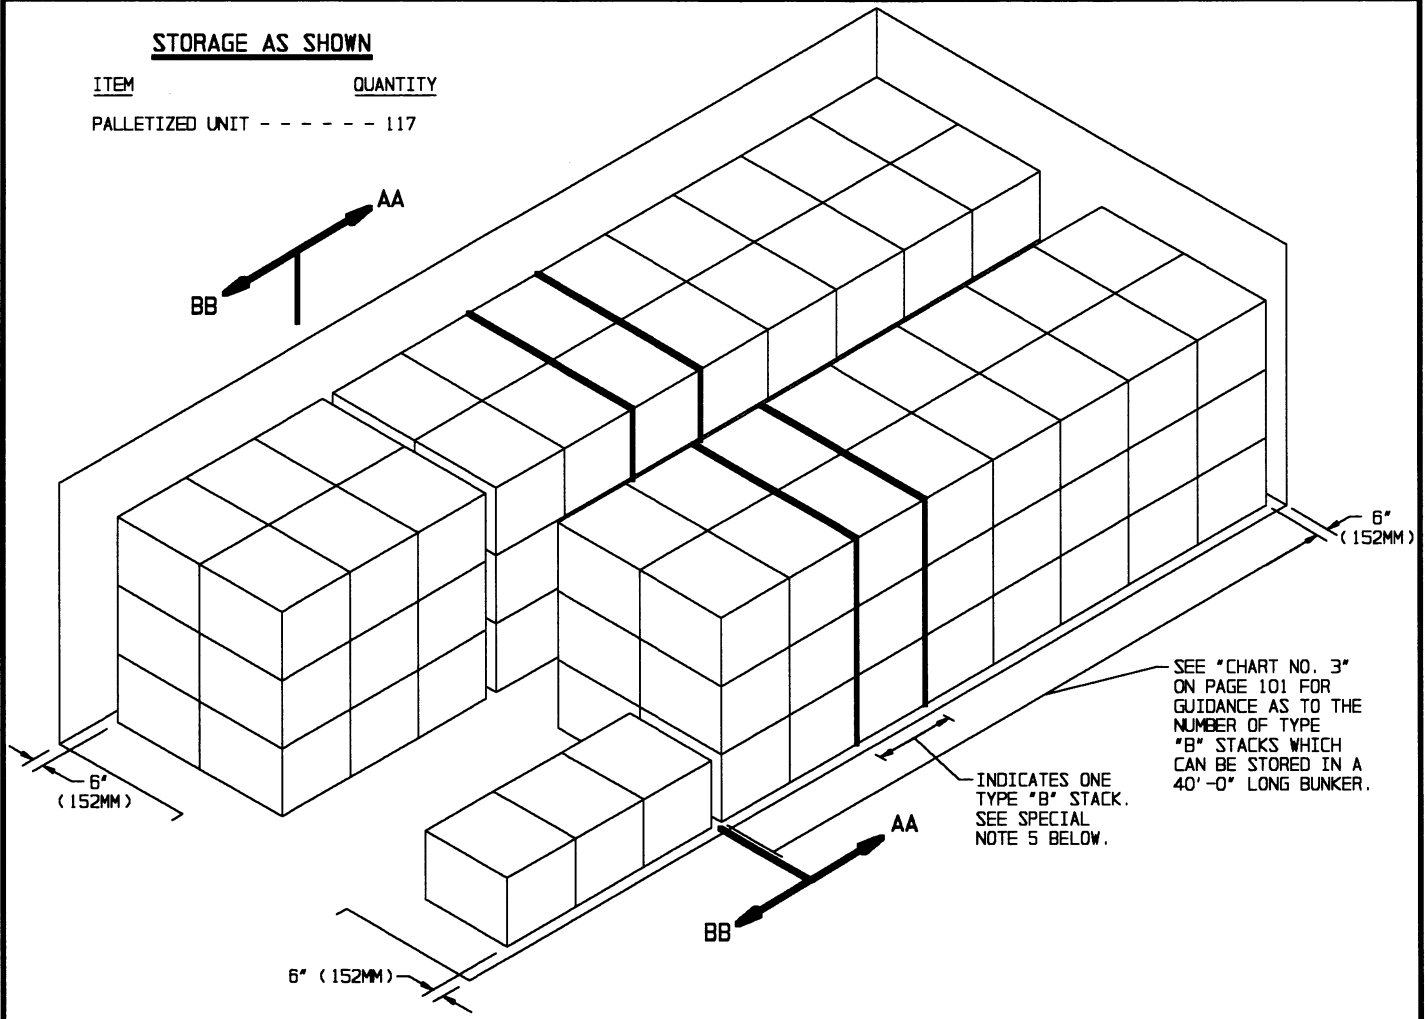 STORAGE AS SHOWN
ITEM QUANTITY
PALLETIZED UNIT - - - - - - 117
AA
BB
6"
(152MM)
6"
(152MM)
SEE "CHART NO. 3"
ON PAGE 101 FOR
GUIDANCE AS TO THE
NUMBER OF TYPE
"B" STACKS WHICH
CAN BE STORED IN A
40'-0" LONG BUNKER.
INDICATES ONE
TYPE "B" STACK.
SEE SPECIAL
NOTE 5 BELOW.
AA
BB
6" (152MM)